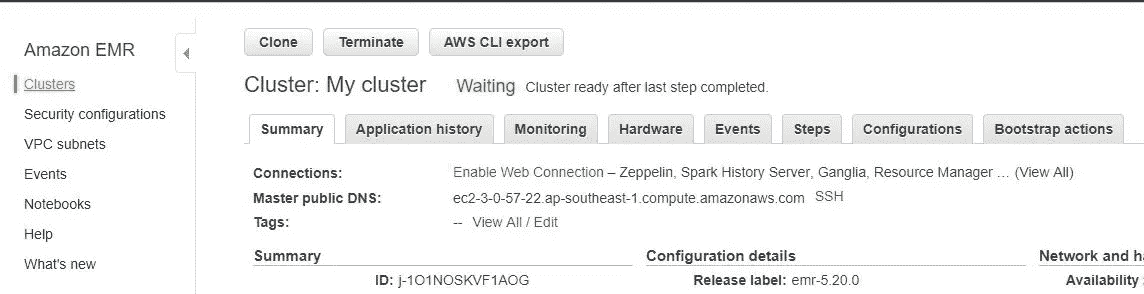 Amazon EMR
Clusters
Security configurations
VPC subnets
Events
Notebooks
Help
What's new
Clone Terminate AWS CLI export
Cluster: My cluster Waiting Cluster ready after last step completed.
Summary Application history Monitoring Hardware Events Steps Configurations Bootstrap actions
Connections: Enable Web Connection – Zeppelin, Spark History Server, Ganglia, Resource Manager ... (View All)
Master public DNS: ec2-3-0-57-22.ap-southeast-1.compute.amazonaws.com SSH
Tags: -- View All / Edit
Summary Configuration details Network and ha
ID: j-1O1NOSKVF1AOG Release label: emr-5.20.0 Availability